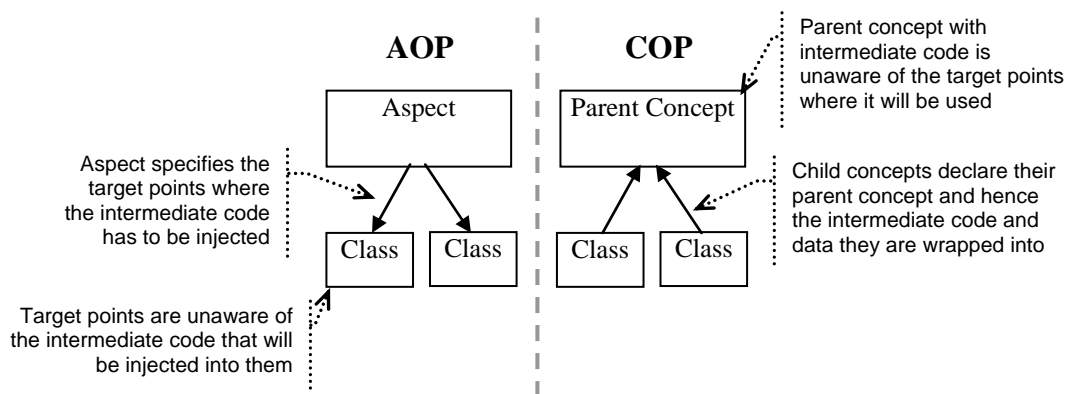 AOP
Aspect
Aspect specifies the
target points where
the intermediate code
has to be injected
Class
Class
Target points are unaware of
the intermediate code that will
be injected into them
COP
Parent Concept
Parent concept with
intermediate code is
unaware of the target points
where it will be used
Child concepts declare their
parent concept and hence
the intermediate code and
data they are wrapped into
Class
Class